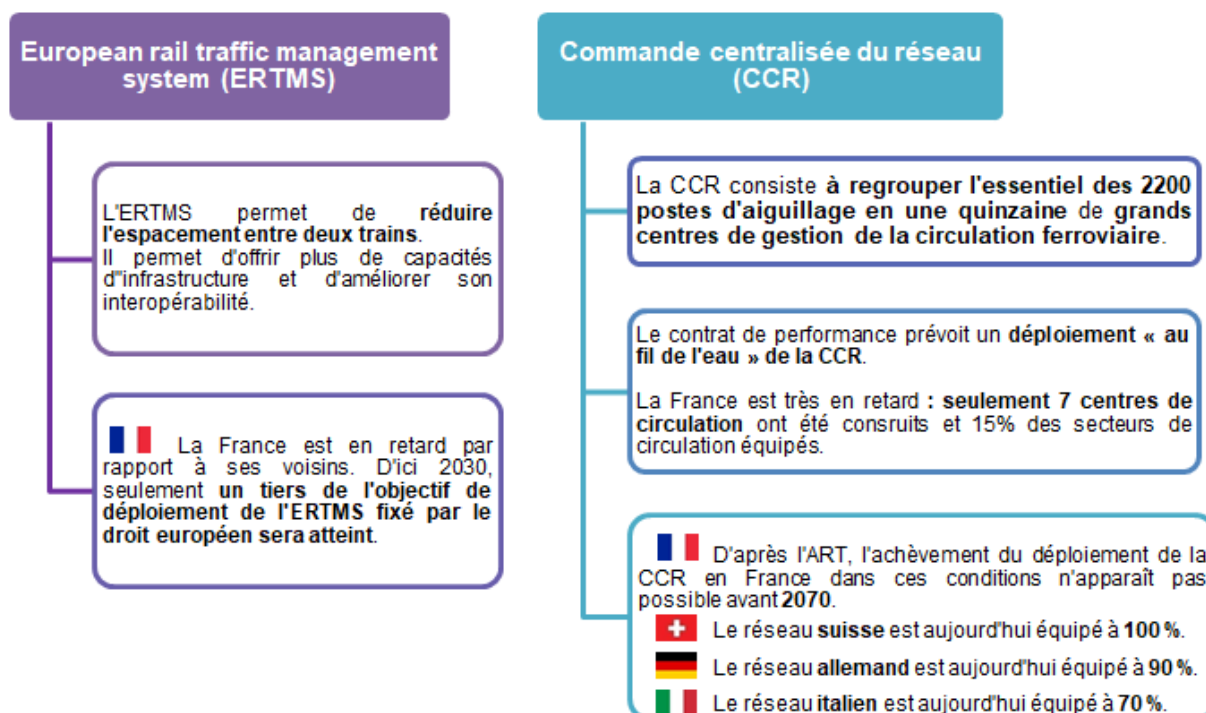 European rail traffic management
system (ERTMS)
L'ERTMS permet de réduire
l'espacement entre deux trains.
Il permet d'offrir plus de capacités
d''infrastructure et d'améliorer son
interopérabilité.
La France est en retard par
rapport à ses voisins. D'ici 2030,
seulement un tiers de l'objectif de
déploiement de l'ERTMS fixé par le
droit européen sera atteint.
Commande centralisée du réseau
(CCR)
La CCR consiste à regrouper l'essentiel des 2200
postes d'aiguillage en une quinzaine de grands
centres de gestion de la circulation ferroviaire.
Le contrat de performance prévoit un déploiement « au
fil de l'eau » de la CCR.
La France est très en retard : seulement 7 centres de
circulation ont été consruits et 15% des secteurs de
circulation équipés.
D'après l'ART, l'achèvement du déploiement de la
CCR en France dans ces conditions n'apparaît pas
possible avant 2070.
Le réseau suisse est aujourd'hui équipé à 100 %.
Le réseau allemand est aujourd'hui équipé à 90 %.
Le réseau italien est aujourd'hui équipé à 70 %.